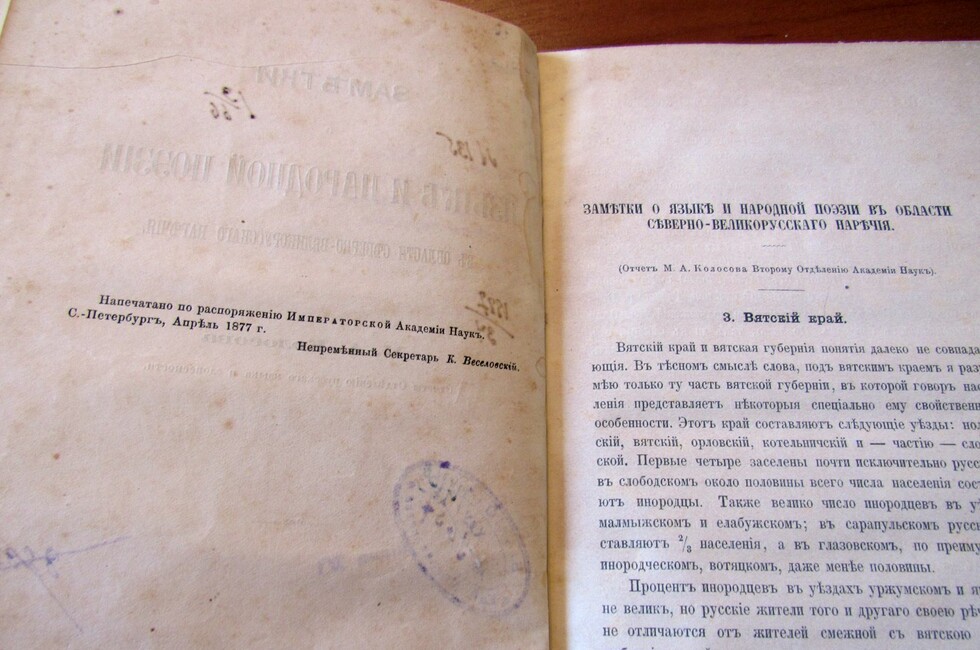 Напечатано по распоряженію Императорской Академіи Наукъ.
С.-Петербургъ, Апрѣль 1877 г.
Непремѣнный Секретарь К. Веселовскій.
ЗАМѢТКИ О ЯЗЫКѢ И НАРОДНОЙ ПОЭЗІИ ВЪ ОБЛАСТИ
СѢВЕРНО-ВЕЛИКОРУССКАГО НАРѢЧІЯ.
(Отчетъ М. А. Колосова Второму Отдѣленію Академіи Наукъ).
3. Вятскій край.
Вятскій край и вятская губернія понятія далеко не совпада
ющія. Въ тѣсномъ смыслѣ слова, подъ вятскимъ краемъ я раз
мѣю только ту часть вятской губерніи, въ которой говоръ нас
ленія представляетъ нѣкоторыя спеціально ему свойственн
особенности. Этотъ край составляютъ слѣдующіе уѣзды: нол
скій, вятскій, орловскій, котельничскій и — частію — сло
ской. Первые четыре заселены почти исключительно русс
въ слободскомъ около половины всего числа населенія сост
ютъ инородцы. Также велико число инородцевъ въ у
малмыжскомъ и елабужскомъ; въ сарапульскомъ русск
ставляютъ 2/3 населенія, а въ глазовскомъ, по преиму
инородческомъ, вотяцкомъ, даже менѣе половины.
Процентъ инородцевъ въ уѣздахъ уржумскомъ и я
не великъ, но русскіе жители того и другаго своею рѣ
не отличаются отъ жителей смежной съ вятскою